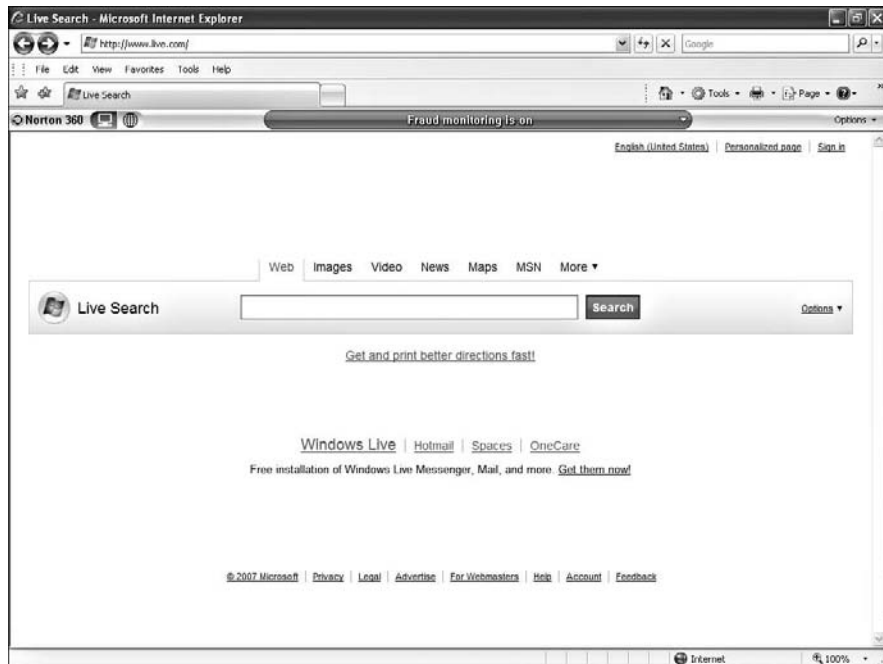 Live Search - Microsoft Internet Explorer
http://www.live.com/
Google
File Edit View Favorites Tools Help
Live Search
Tools
Page
Norton 360
Fraud monitoring is on
Options
English (United States) | Personalized page | Sign in
Web Images Video News Maps MSN More
Live Search
Search
Options
Get and print better directions fast!
Windows Live | Hotmail | Spaces | OneCare
Free installation of Windows Live Messenger, Mail, and more. Get them now!
© 2007 Microsoft | Privacy | Legal | Advertise | For Webmasters | Help | Account | Feedback
Internet
100%